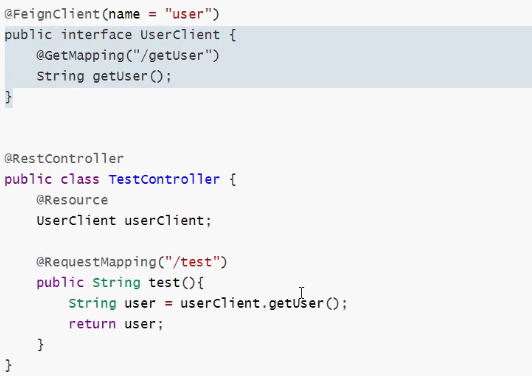 @FeignClient(name = "user")
public interface UserClient {
    @GetMapping("/getUser")
    String getUser();
}
@RestController
public class TestController {
    @Resource
    UserClient userClient;
    @RequestMapping("/test")
    public String test(){
        String user = userClient.getUser();
        return user;
    }
}